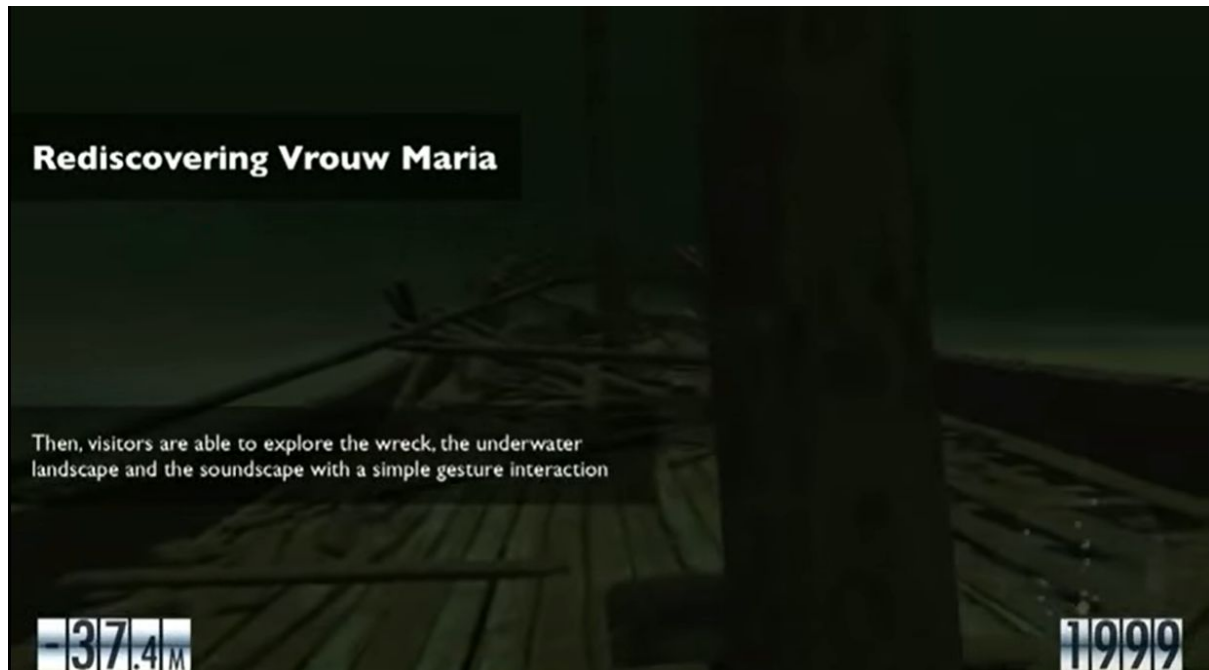 Rediscovering Vrouw Maria
Then, visitors are able to explore the wreck, the underwater
landscape and the soundscape with a simple gesture interaction
-37.4M
1999